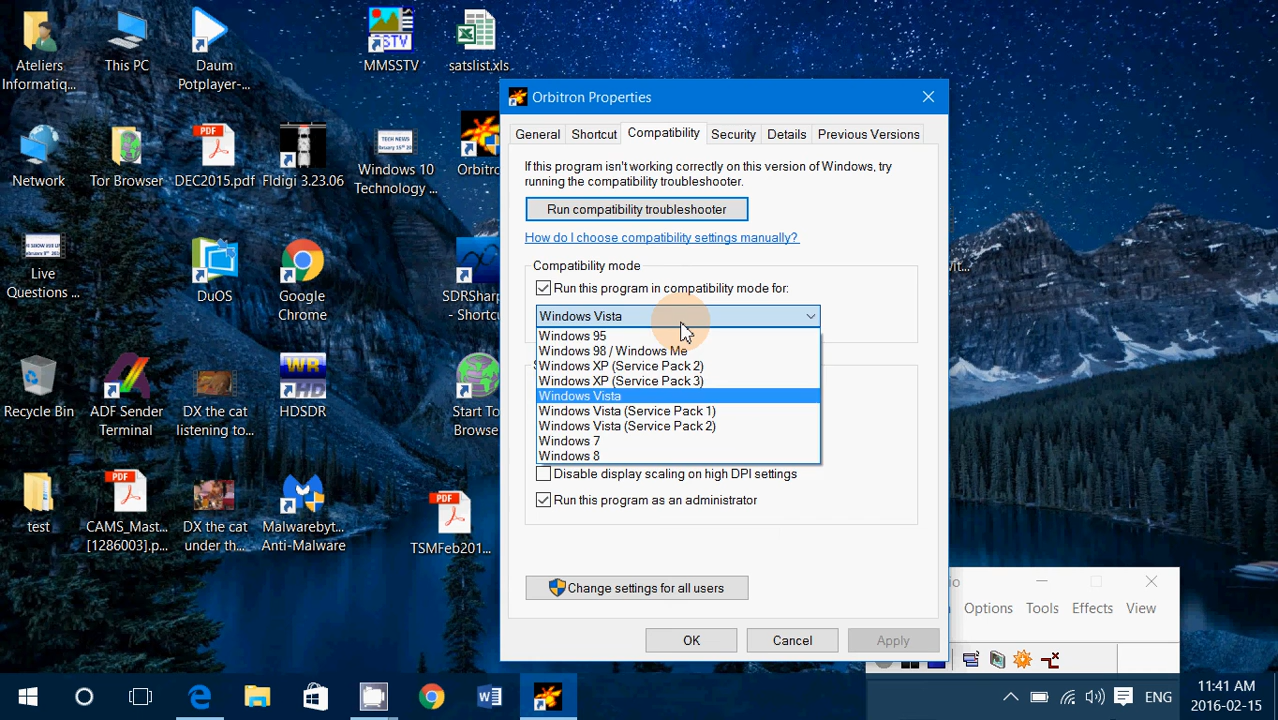 Ateliers
Informatiq...
This PC
Daum
Potplayer-...
MMSSTV
satslist.xls
Network
Tor Browser
PDF
DEC2015.pdf
Fldigi 3.23.06
TECH NEWS
Windows 10
Technology ...
Orbitro
Live
Questions ...
DuOS
Google
Chrome
SDRSharp
- Shortcu
Recycle Bin
ADF Sender
Terminal
DX the cat
listening to...
WR
HD
HDSDR
Start To
Browse
test
PDF
CAMS_Mast...
[1286003].p...
DX the cat
under th...
Malwarebyt...
Anti-Malware
PDF
TSMFeb201...
Orbitron Properties
General
Shortcut
Compatibility
Security
Details
Previous Versions
If this program isn't working correctly on this version of Windows, try
running the compatibility troubleshooter.
Run compatibility troubleshooter
How do I choose compatibility settings manually?
Compatibility mode
Run this program in compatibility mode for:
Windows Vista
Windows 95
Windows 98 / Windows Me
Windows XP (Service Pack 2)
Windows XP (Service Pack 3)
Windows Vista
Windows Vista (Service Pack 1)
Windows Vista (Service Pack 2)
Windows 7
Windows 8
Disable display scaling on high DPI settings
Run this program as an administrator
Change settings for all users
OK
Cancel
Apply
Options
Tools
Effects
View
ENG
11:41 AM
2016-02-15